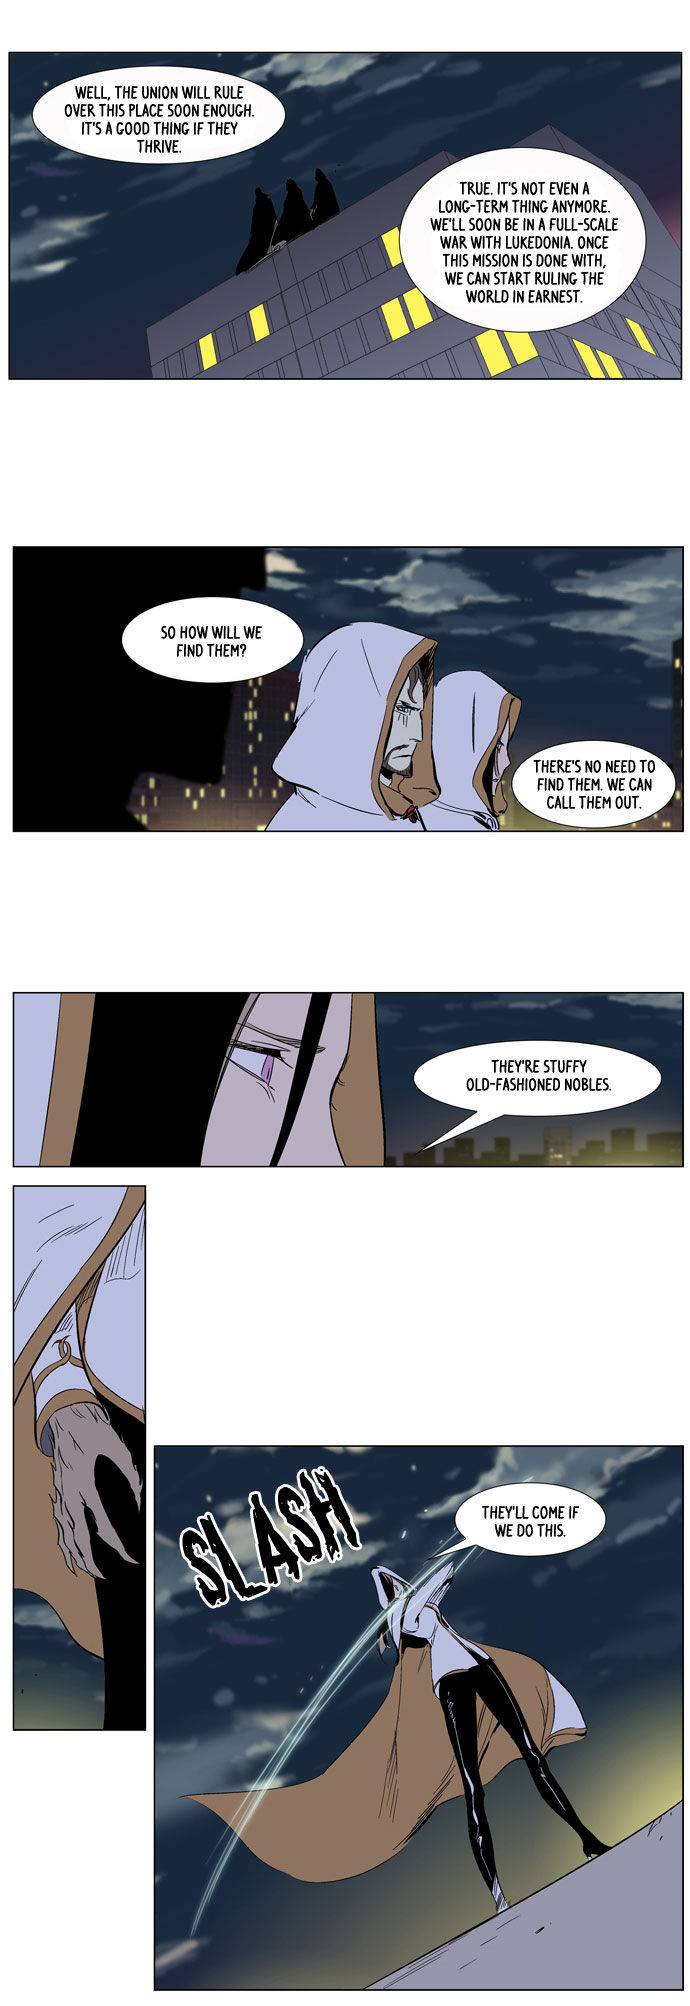 WELL, THE UNION WILL RULE
OVER THIS PLACE SOON ENOUGH.
IT'S A GOOD THING IF THEY
THRIVE.
TRUE. IT'S NOT EVEN A
LONG-TERM THING ANYMORE.
WE'LL SOON BE IN A FULL-SCALE
WAR WITH LUKEDONIA. ONCE
THIS MISSION IS DONE WITH,
WE CAN START RULING THE
WORLD IN EARNEST.
SO HOW WILL WE
FIND THEM?
THERE'S NO NEED TO
FIND THEM. WE CAN
CALL THEM OUT.
THEY'RE STUFFY
OLD-FASHIONED NOBLES.
SLASH
THEY'LL COME IF
WE DO THIS.